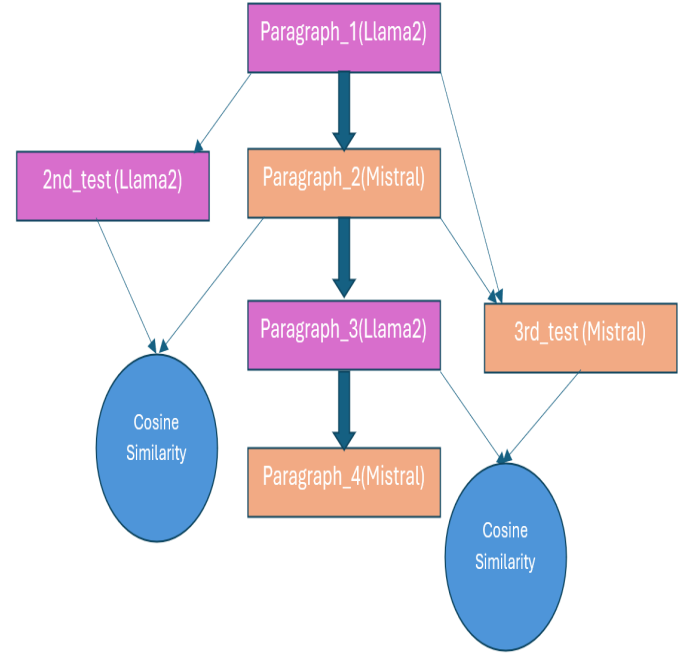 Paragraph_1(Llama2)
2nd_test (Llama2)
Paragraph_2(Mistral)
Paragraph_3(Llama2)
3rd_test (Mistral)
Cosine
Similarity
Paragraph_4(Mistral)
Cosine
Similarity